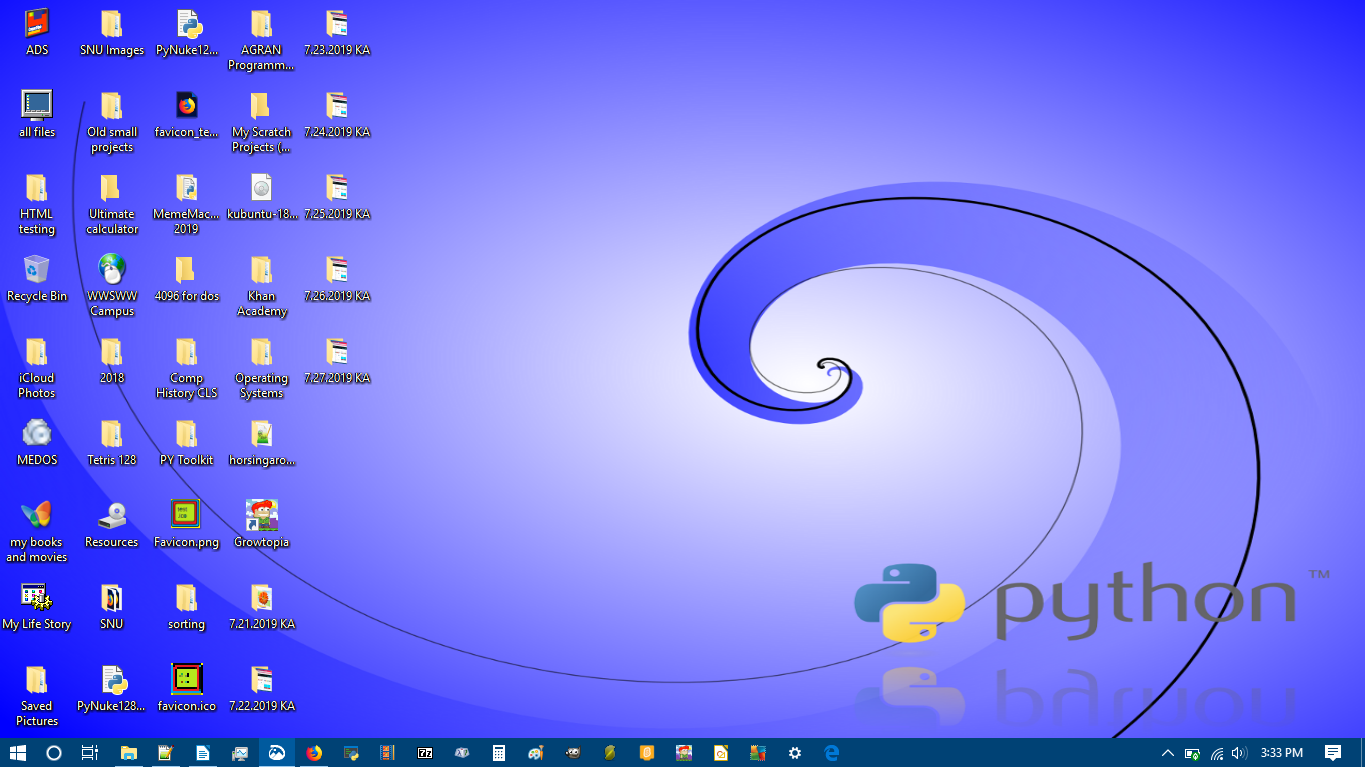 ADS
SNU Images
PyNuke12...
AGRAN
Programm...
7.23.2019 KA
all files
Old small
projects
favicon_te...
My Scratch
Projects (...
7.24.2019 KA
HTML
testing
Ultimate
calculator
MemeMac...
2019
kubuntu-18...
7.25.2019 KA
Recycle Bin
WWSWW
Campus
4096 for dos
Khan
Academy
7.26.2019 KA
iCloud
Photos
2018
Comp
History CLS
Operating
Systems
7.27.2019 KA
MEDOS
Tetris 128
PY Toolkit
horsingaro...
my books
and movies
Resources
Favicon.png
Growtopia
My Life Story
SNU
sorting
7.21.2019 KA
Saved
Pictures
PyNuke128...
favicon.ico
7.22.2019 KA
python™
3:33 PM